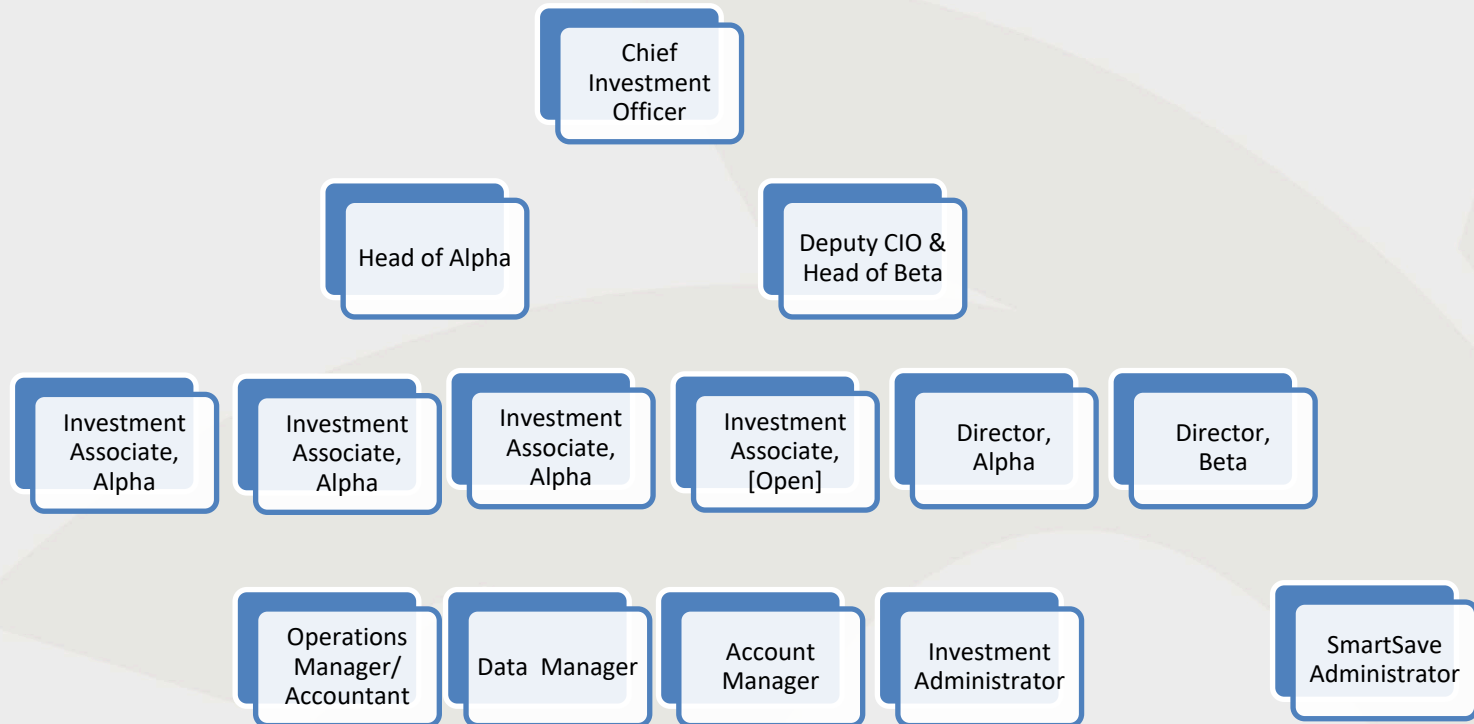 Chief
Investment
Officer
Head of Alpha
Deputy CIO &
Head of Beta
Investment
Associate,
Alpha
Investment
Associate,
Alpha
Investment
Associate,
Alpha
Investment
Associate,
[Open]
Director,
Alpha
Director,
Beta
Operations
Manager/
Accountant
Data  Manager
Account
Manager
Investment
Administrator
SmartSave
Administrator